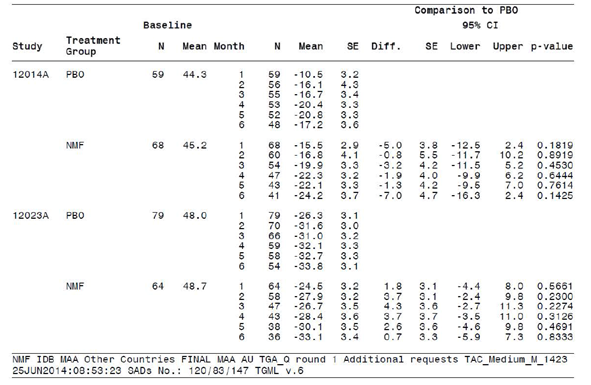 Comparison to PBO
Baseline 95% CI
Study Treatment Group N Mean Month N Mean SE Diff. SE Lower Upper p-value
12014A PBO 59 44.3 1 59 -10.5 3.2
2 56 -16.1 4.3
3 55 -16.7 3.4
4 53 -20.4 3.3
5 52 -20.8 3.3
6 48 -17.2 3.6
NMF 68 45.2 1 68 -15.5 2.9 -5.0 3.8 -12.5 2.4 0.1819
2 60 -16.8 4.1 -0.8 5.5 -11.7 10.2 0.8919
3 54 -19.9 3.3 -3.2 4.2 -11.5 5.2 0.4530
4 47 -22.3 3.2 -1.9 4.0 -9.9 6.2 0.6444
5 43 -22.1 3.3 -1.3 4.2 -9.5 7.0 0.7614
6 41 -24.2 3.7 -7.0 4.7 -16.3 2.4 0.1425
12023A PBO 79 48.0 1 79 -26.3 3.1
2 70 -31.6 3.0
3 66 -31.0 3.2
4 59 -32.1 3.3
5 58 -32.7 3.3
6 54 -33.8 3.1
NMF 64 48.7 1 64 -24.5 3.2 1.8 3.1 -4.4 8.0 0.5661
2 58 -27.9 3.2 3.7 3.1 -2.4 9.8 0.2300
3 47 -26.7 3.5 4.3 3.6 -2.7 11.3 0.2274
4 43 -28.4 3.6 3.7 3.7 -3.5 11.0 0.3126
5 38 -30.1 3.5 2.6 3.6 -4.6 9.8 0.4691
6 36 -33.1 3.4 0.7 3.3 -5.9 7.3 0.8333
NMF IDB MAA Other Countries FINAL MAA AU TGA_Q round 1 Additional requests TAC_Medium_M_1423
25JUN2014:08:53:23 SADs No.: 120/83/147 TGML v.6